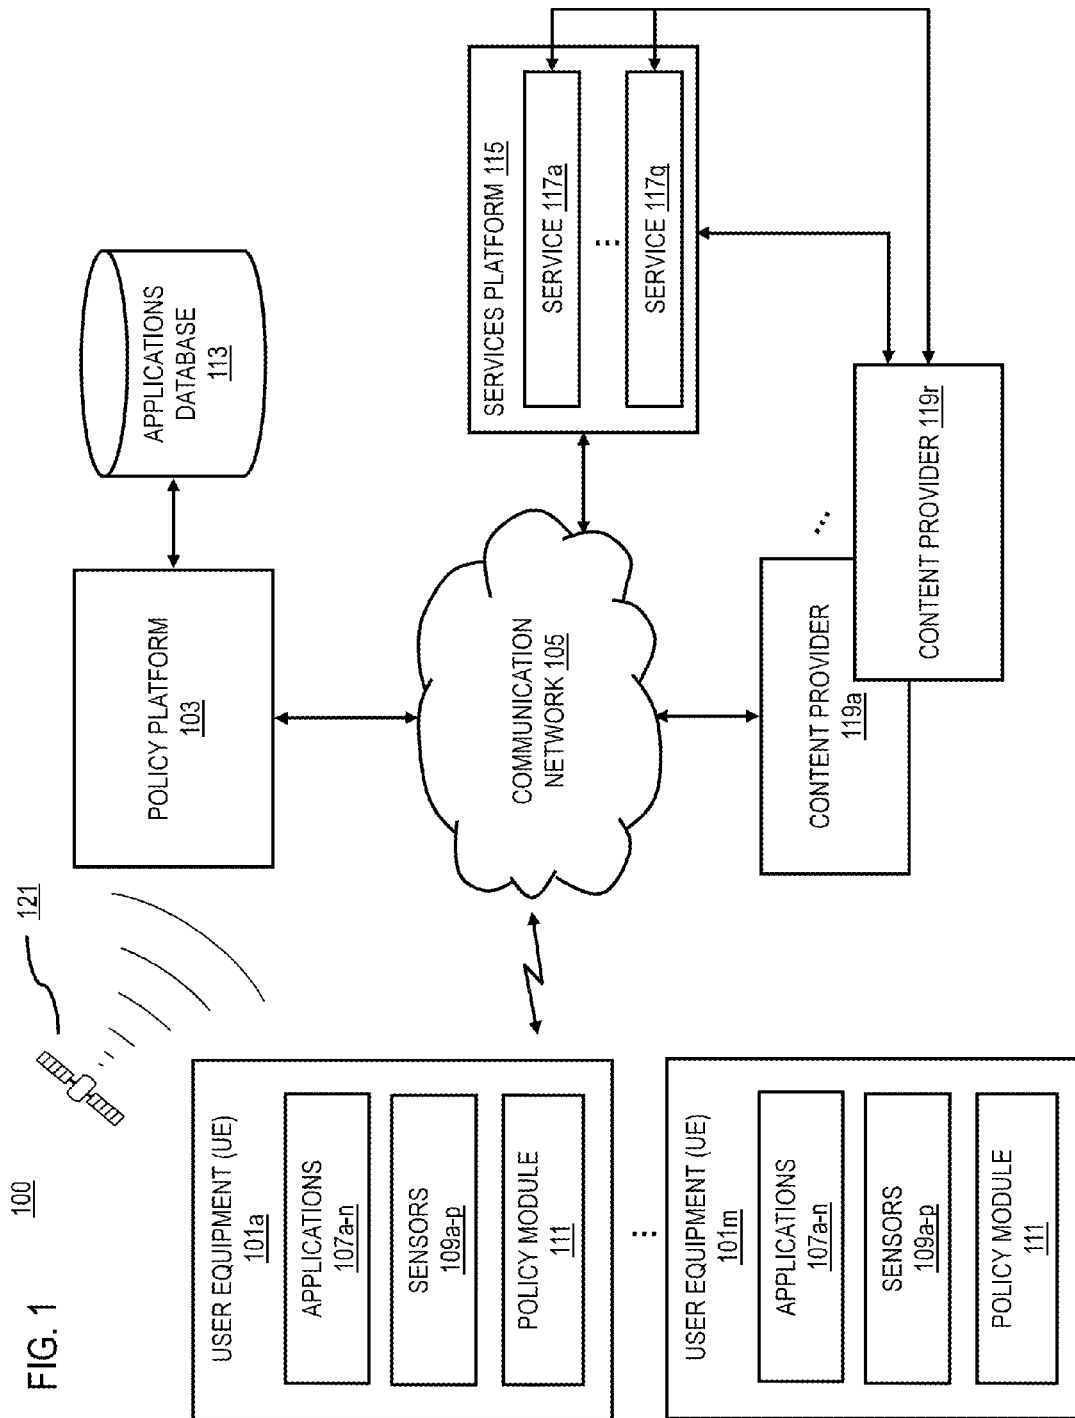 FIG. 1
100
121
USER EQUIPMENT (UE)
101a
APPLICATIONS
107a-n
SENSORS
109a-p
POLICY MODULE
111
...
USER EQUIPMENT (UE)
101m
APPLICATIONS
107a-n
SENSORS
109a-p
POLICY MODULE
111
POLICY PLATFORM
103
APPLICATIONS
DATABASE
113
COMMUNICATION
NETWORK 105
SERVICES PLATFORM 115
SERVICE 117a
...
SERVICE 117q
CONTENT PROVIDER
119a
...
CONTENT PROVIDER 119r